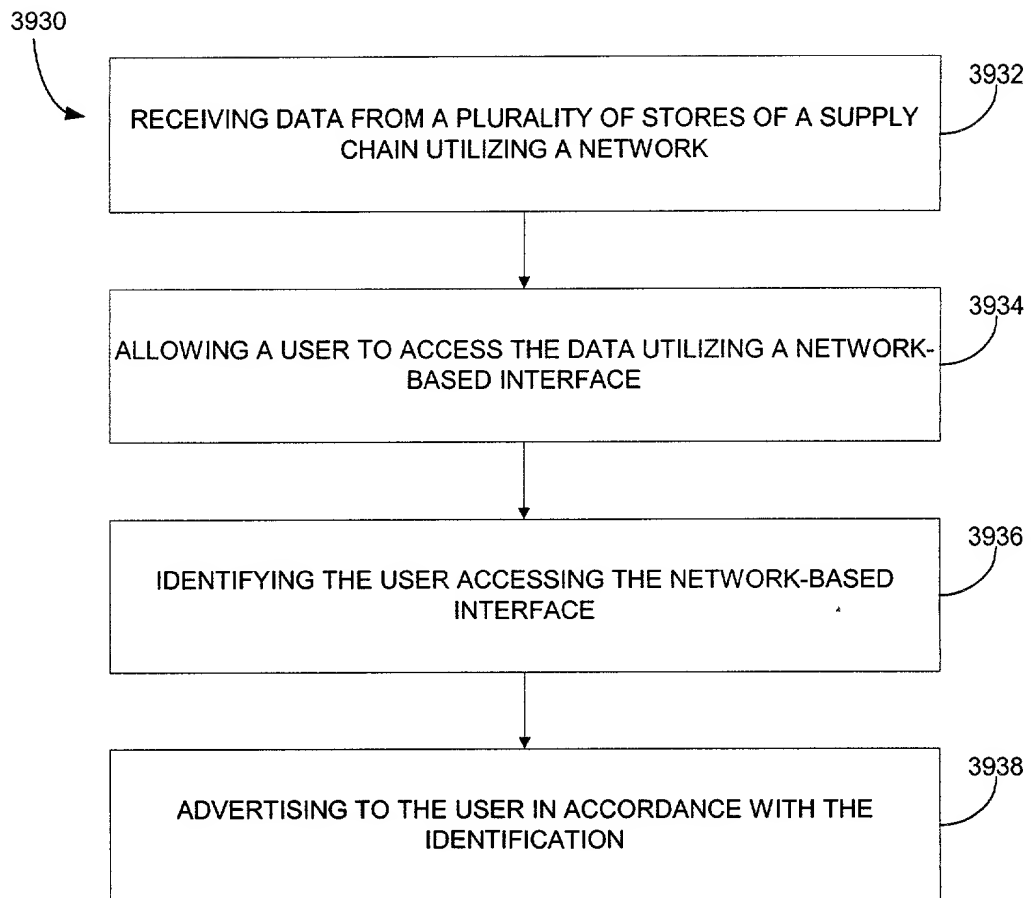 3930
3932
RECEIVING DATA FROM A PLURALITY OF STORES OF A SUPPLY
CHAIN UTILIZING A NETWORK
3934
ALLOWING A USER TO ACCESS THE DATA UTILIZING A NETWORK-
BASED INTERFACE
3936
IDENTIFYING THE USER ACCESSING THE NETWORK-BASED
INTERFACE
3938
ADVERTISING TO THE USER IN ACCORDANCE WITH THE
IDENTIFICATION